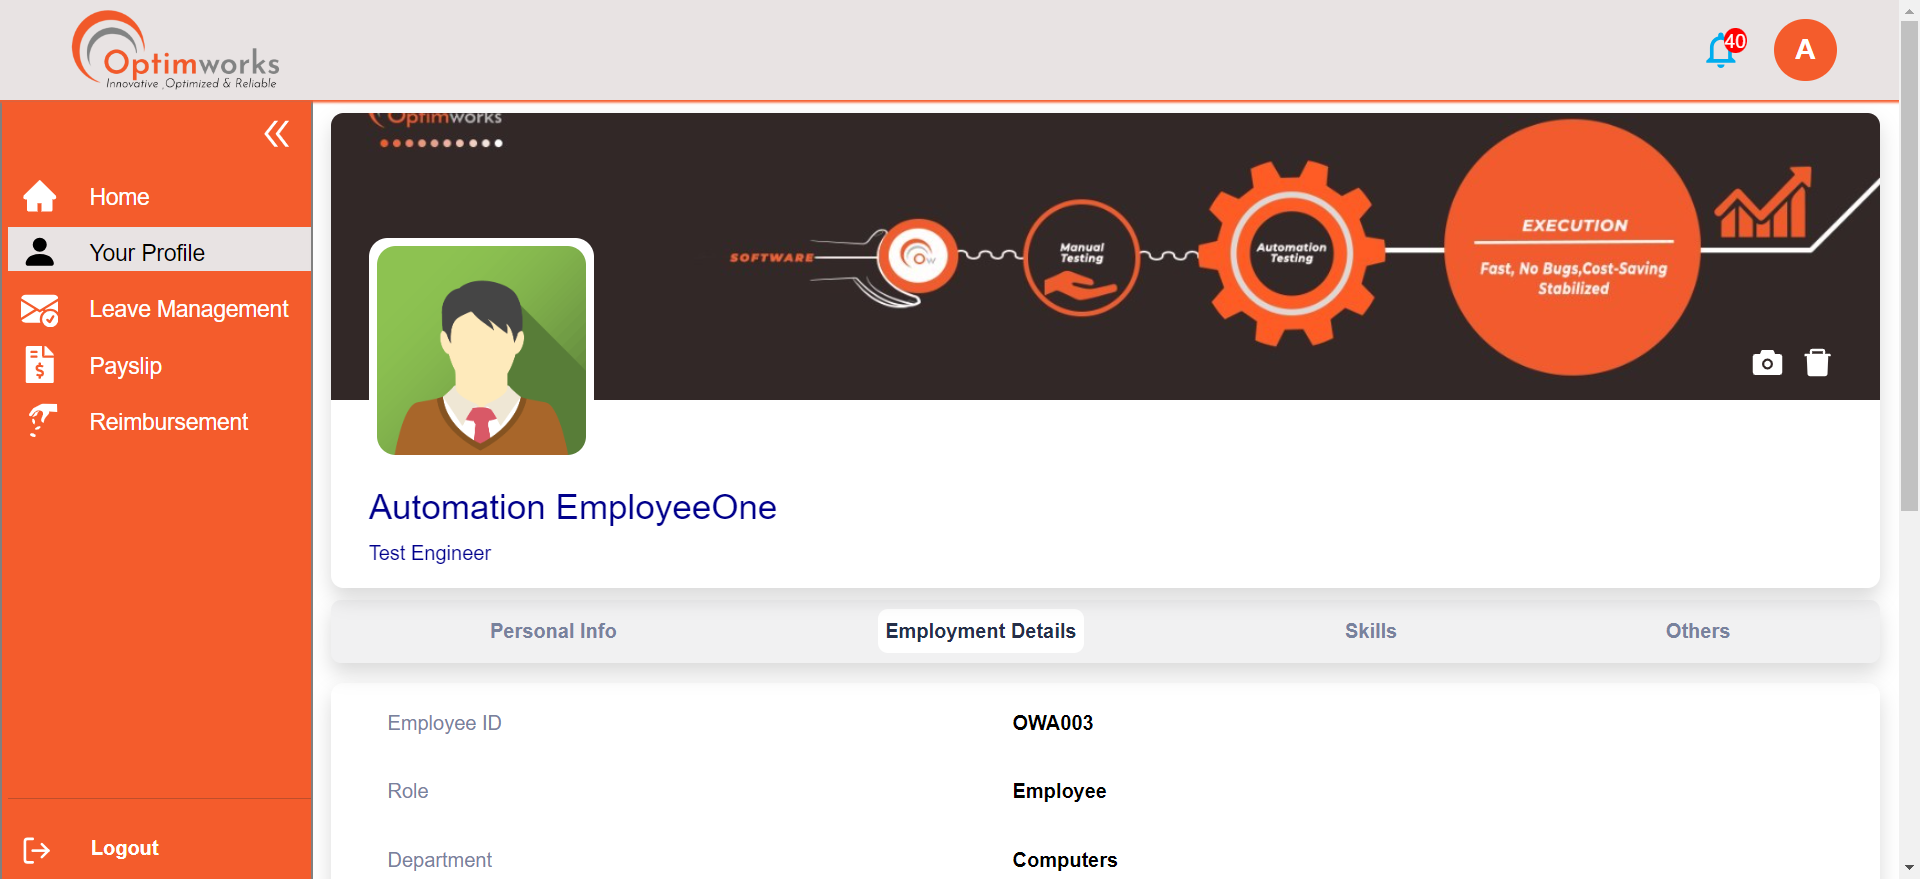 Optimworks
Innovative ,Optimized & Reliable
40
A
Home
Your Profile
Leave Management
Payslip
Reimbursement
Logout
Optimworks
SOFTWARE
Ow
Manual
Testing
Automation
Testing
EXECUTION
Fast, No Bugs,Cost-Saving
Stabilized
Automation EmployeeOne
Test Engineer
Personal Info
Employment Details
Skills
Others
Employee ID
OWA003
Role
Employee
Department
Computers